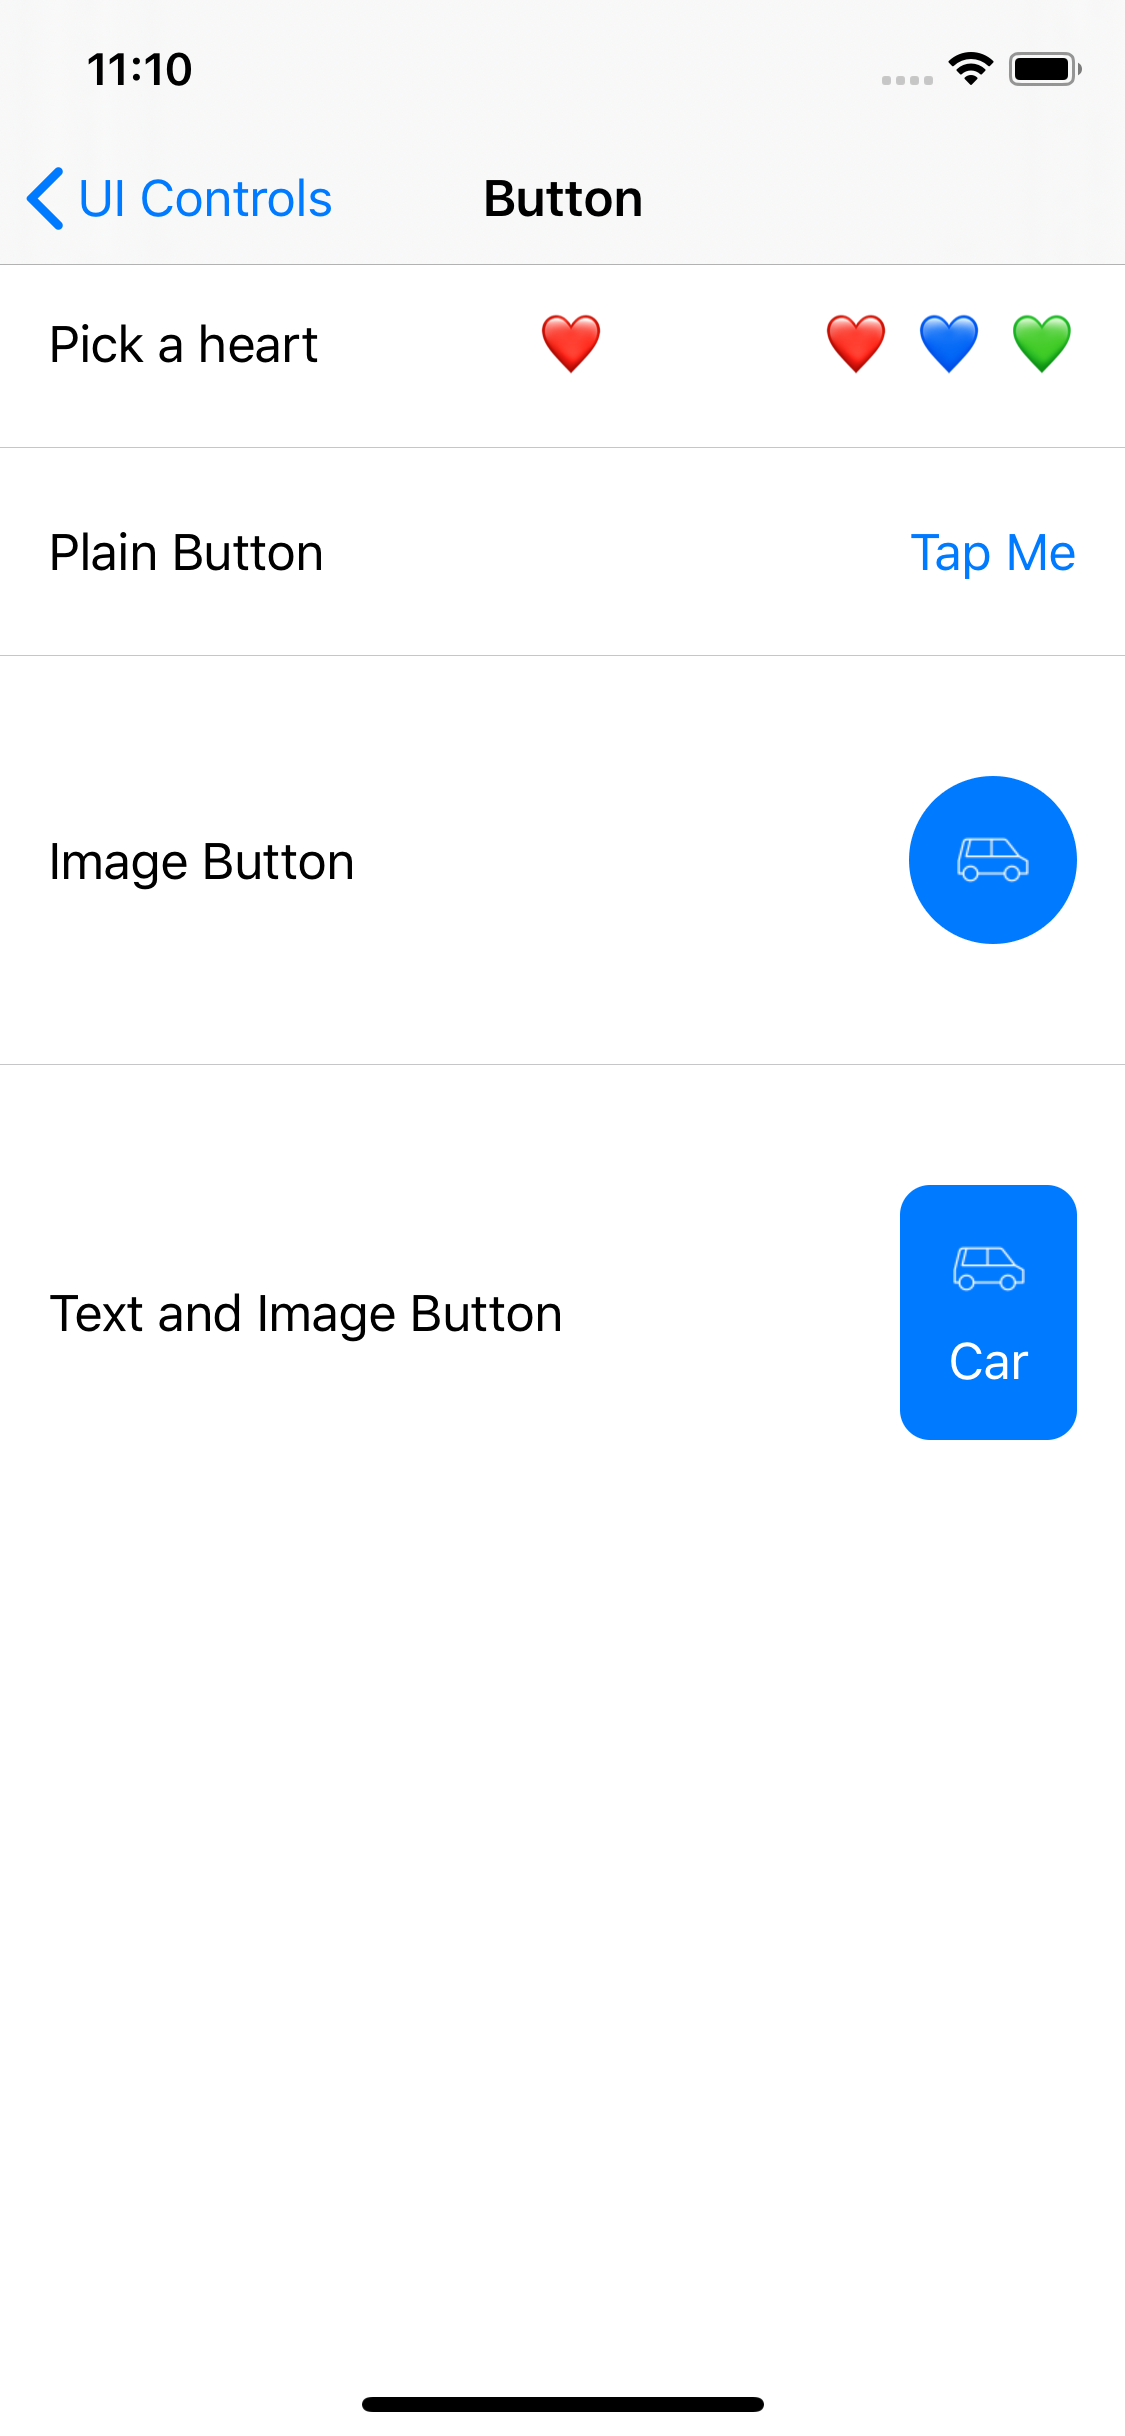 11:10
UI Controls Button
Pick a heart
Plain Button Tap Me
Image Button
Text and Image Button
Car